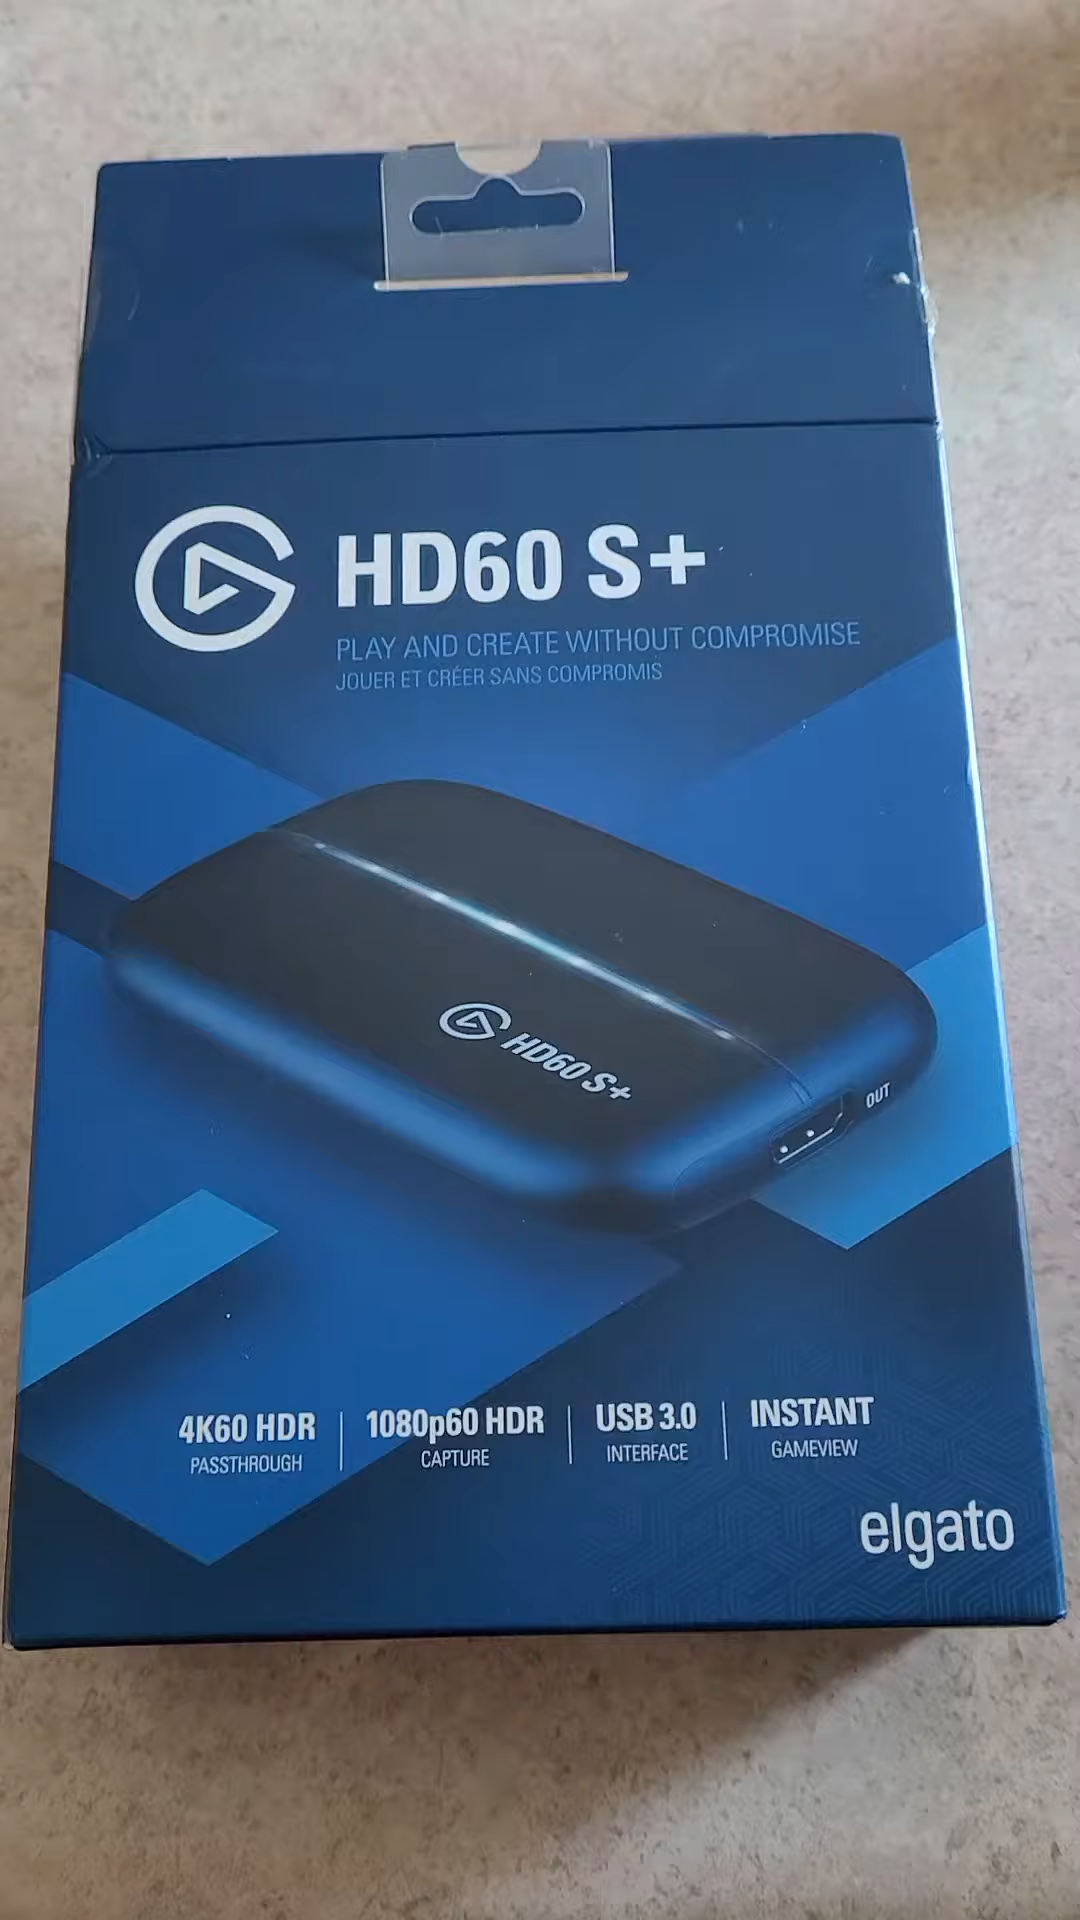 HD60 S+
PLAY AND CREATE WITHOUT COMPROMISE
JOUER ET CRÉER SANS COMPROMIS
HD60 S+
OUT
4K60 HDR
PASSTHROUGH
1080p60 HDR
CAPTURE
USB 3.0
INTERFACE
INSTANT
GAMEVIEW
elgato